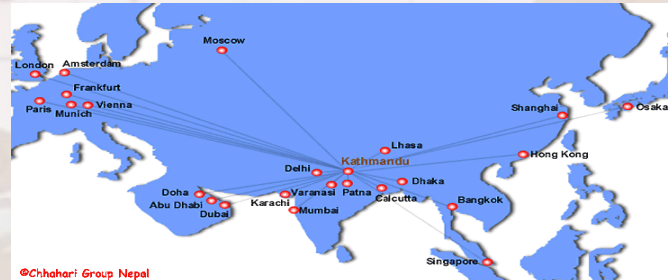 Moscow
London
Amsterdam
Frankfurt
Paris
Munich
Vienna
Shanghai
Osaka
Lhasa
Kathmandu
Hong Kong
Delhi
Doha
Varanasi
Patna
Dhaka
Abu Dhabi
Karachi
Calcutta
Bangkok
Dubai
Mumbai
Singapore
©Chhahari Group Nepal